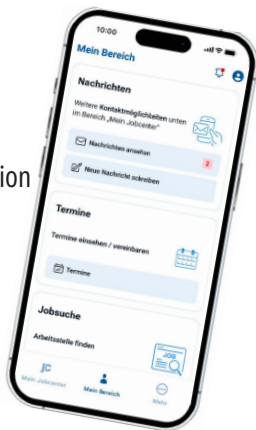 10:00
Mein Bereich
Nachrichten
Weitere Kontaktmöglichkeiten unten
im Bereich „Mein Jobcenter“
Nachrichten ansehen
2
Neue Nachricht schreiben
ion
Termine
Termine einsehen / vereinbaren
Termine
Jobsuche
Arbeitsstelle finden
JOB
JC
Mein Jobcenter
Mein Bereich
Mehr